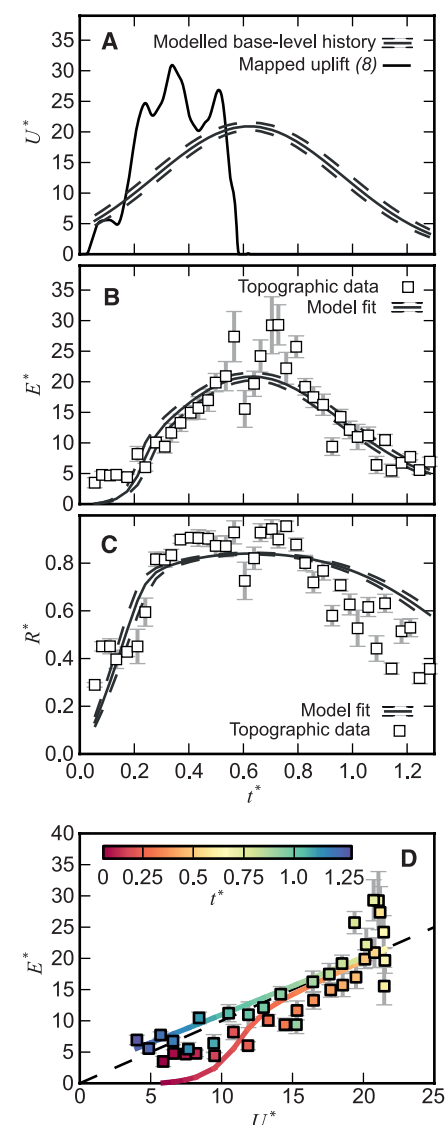 A
Modelled base-level history
Mapped uplift (8)
35
30
25
20
15
10
5
0
U*
B
Topographic data
Model fit
35
30
25
20
15
10
5
0
E*
C
0.8
0.6
0.4
0.2
0.0
R*
Model fit
Topographic data
0.0 0.2 0.4 0.6 0.8 1.0 1.2
t*
D
40
35
30
25
20
15
10
5
0
E*
0 0.25 0.75 1.0 1.25
t*
0 5 10 15 20 25
U*